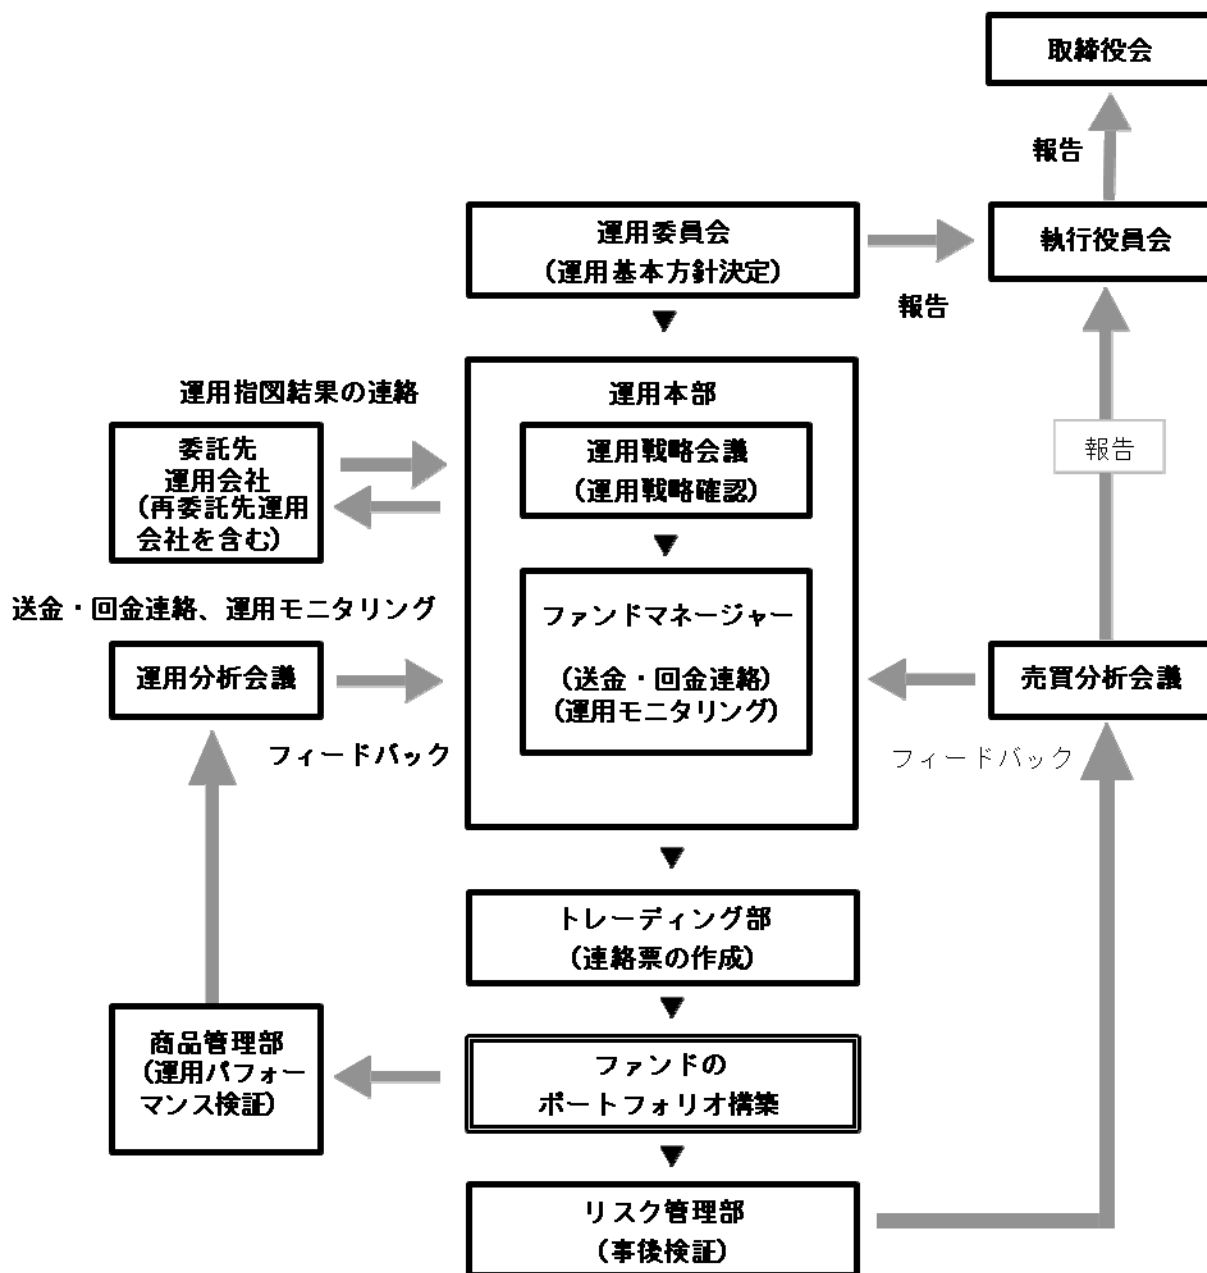 取締役会
報告
運用委員会
(運用基本方針決定)
執行役員会
報告
運用本部
運用指図結果の連絡
委託先
運用会社
(再委託先運用
会社を含む)
運用戦略会議
(運用戦略確認)
報告
送金・回金連絡、運用モニタリング
ファンドマネージャー
(送金・回金連絡)
(運用モニタリング)
運用分析会議
売買分析会議
フィードバック
フィードバック
トレーディング部
(連絡票の作成)
商品管理部
(運用パフォー
マンス検証)
ファンドの
ポートフォリオ構築
リスク管理部
(事後検証)